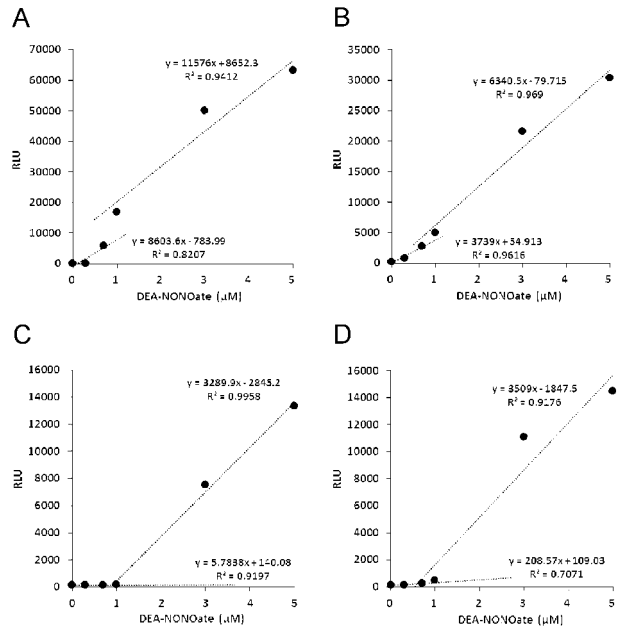 A
70000
60000
50000
40000
30000
20000
10000
0
RLU
y = 11576x + 8652.3
R² = 0.9412
y = 8603.6x - 783.99
R² = 0.8207
0 1 2 3 4 5
DEA-NONOate (µM)
B
35000
30000
25000
20000
15000
10000
5000
0
RLU
y = 6340.5x - 79.715
R² = 0.969
y = 3739x + 54.913
R² = 0.9616
0 1 2 3 4 5
DEA-NONOate (µM)
C
16000
14000
12000
10000
8000
6000
4000
2000
0
RLU
y = 3289.9x - 2843.2
R² = 0.9958
y = 5.7838x + 140.08
R² = 0.9197
0 1 2 3 4 5
DEA-NONOate (µM)
D
16000
14000
12000
10000
8000
6000
4000
2000
0
RLU
y = 3509x - 1847.5
R² = 0.9176
y = 208.57x + 109.03
R² = 0.7071
0 1 2 3 4 5
DEA-NONOate (µM)